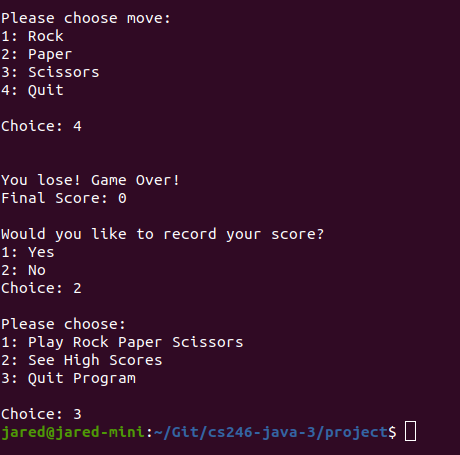 Please choose move:
1: Rock
2: Paper
3: Scissors
4: Quit
Choice: 4
You lose! Game Over!
Final Score: 0
Would you like to record your score?
1: Yes
2: No
Choice: 2
Please choose:
1: Play Rock Paper Scissors
2: See High Scores
3: Quit Program
Choice: 3
jared@jared-mini:~/Git/cs246-java-3/project$